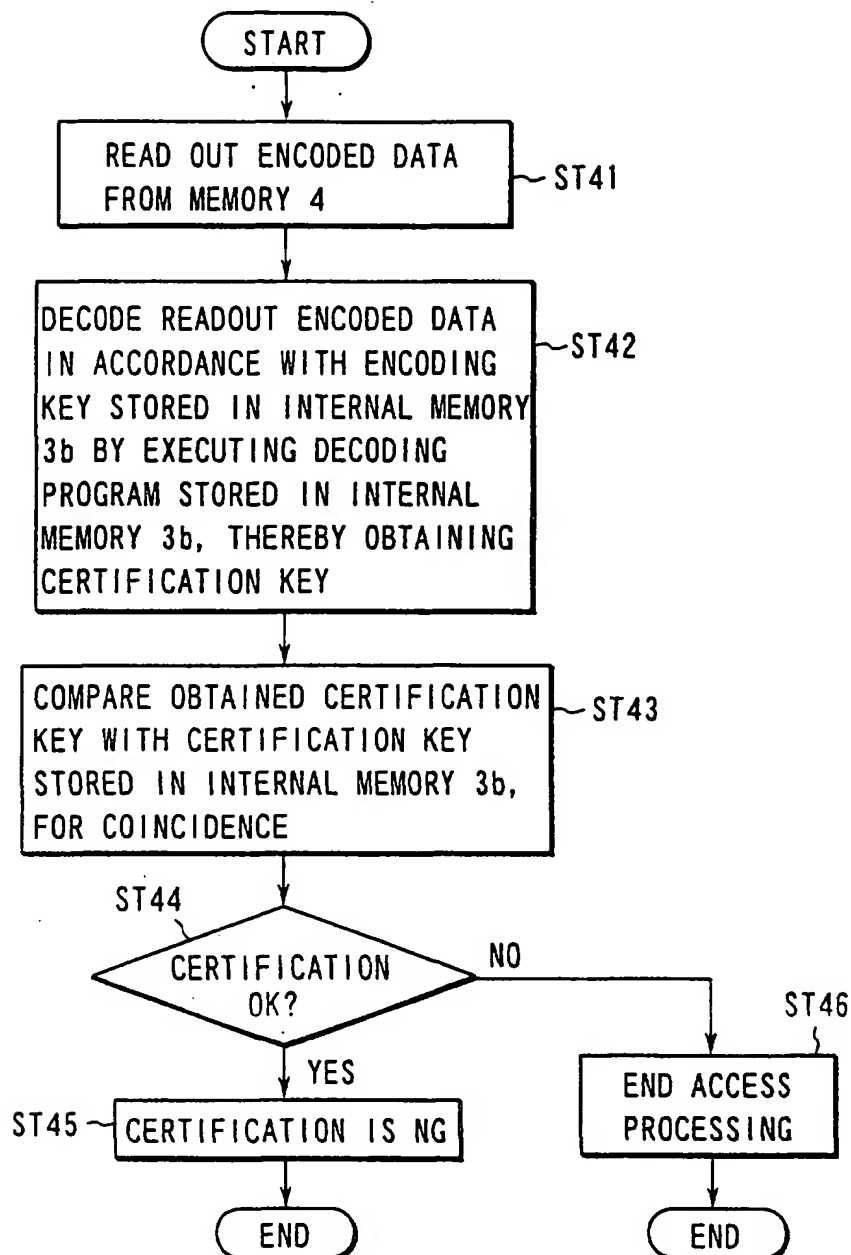 START
READ OUT ENCODED DATA
FROM MEMORY 4
ST41
DECODE READOUT ENCODED DATA
IN ACCORDANCE WITH ENCODING
KEY STORED IN INTERNAL MEMORY
3b BY EXECUTING DECODING
PROGRAM STORED IN INTERNAL
MEMORY 3b, THEREBY OBTAINING
CERTIFICATION KEY
ST42
COMPARE OBTAINED CERTIFICATION
KEY WITH CERTIFICATION KEY
STORED IN INTERNAL MEMORY 3b,
FOR COINCIDENCE
ST43
ST44
CERTIFICATION
OK?
NO
YES
ST45
CERTIFICATION IS NG
END
ST46
END ACCESS
PROCESSING
END